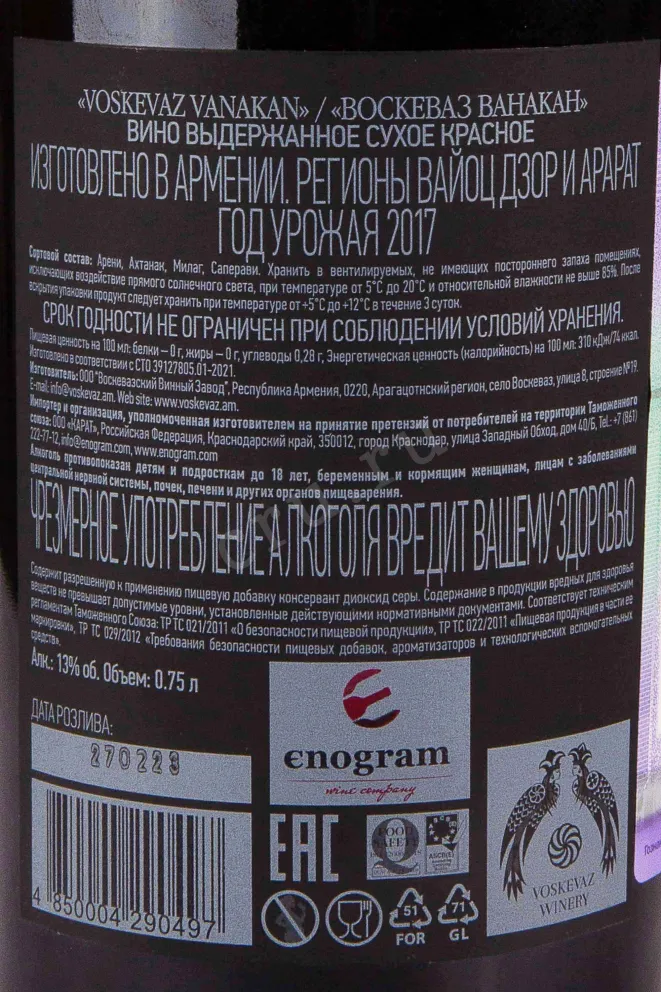 «VOSKEVAZ VANAKAN» / «ВОСКЕВАЗ ВАНАКАН»
ВИНО ВЫДЕРЖАННОЕ СУХОЕ КРАСНОЕ
ИЗГОТОВЛЕНО В АРМЕНИИ. РЕГИОНЫ ВАЙОЦ ДЗОР И АРАРАТ
ГОД УРОЖАЯ 2017
Сортовой состав: Арени, Ахтанак, Милаг, Саперави. Хранить в вентилируемых, не имеющих постороннего запаха помещениях,
исключающих воздействие прямого солнечного света, при температуре от 5°С до 20°С и относительной влажности не выше 85%. После
вскрытия упаковки продукт следует хранить при температуре от +5°С до +12°С в течение 3 суток.
СРОК ГОДНОСТИ НЕ ОГРАНИЧЕН ПРИ СОБЛЮДЕНИИ УСЛОВИЙ ХРАНЕНИЯ.
Пищевая ценность на 100 мл: белки – 0 г, жиры – 0 г, углеводы 0,28 г, Энергетическая ценность (калорийность) на 100 мл: 310 кДж/74 ккал.
Изготовлено в соответствии с СТО 39127805.01-2021.
Изготовитель: ООО "Воскевазский Винный Завод", Республика Армения, 0220, Арагацотнский регион, село Воскеваз, улица 8, строение №19.
E-mail: info@voskevaz.am. Web site: www.voskevaz.am.
Импортер и организация, уполномоченная изготовителем на принятие претензий от потребителей на территории Таможенного
союза: ООО «КАРАТ», Российская Федерация, Краснодарский край, 350012, город Краснодар, улица Западный Обход, дом 40/Б, Tel.: +7 (861)
222-77-12, info@enogram.com, www.enogram.com
Алкоголь противопоказан детям и подросткам до 18 лет, беременным и кормящим женщинам, лицам с заболеваниями
центральной нервной системы, почек, печени и других органов пищеварения.
ЧРЕЗМЕРНОЕ УПОТРЕБЛЕНИЕ АЛКОГОЛЯ ВРЕДИТ ВАШЕМУ ЗДОРОВЬЮ
Содержит разрешенную к применению пищевую добавку консервант диоксид серы. Содержание в продукции вредных для здоровья
веществ не превышает допустимые уровни, установленные действующими нормативными документами. Соответствует техническим
регламентам Таможенного Союза: ТР ТС 021/2011 "О безопасности пищевой продукции", ТР ТС 022/2011 "Пищевая продукция в части ее
маркировки", ТР ТС 029/2012 "Требования безопасности пищевых добавок, ароматизаторов и технологических вспомогательных
средств".
Алк.: 13% об. Объем: 0.75 л
ДАТА РОЗЛИВА:
270223
enogram
wine company
4 850004 290497
EAC
FOOD
SAFETY
ASCB(E)
51
FOR
71
GL
VOSKEVAZ
WINERY
cru.ru